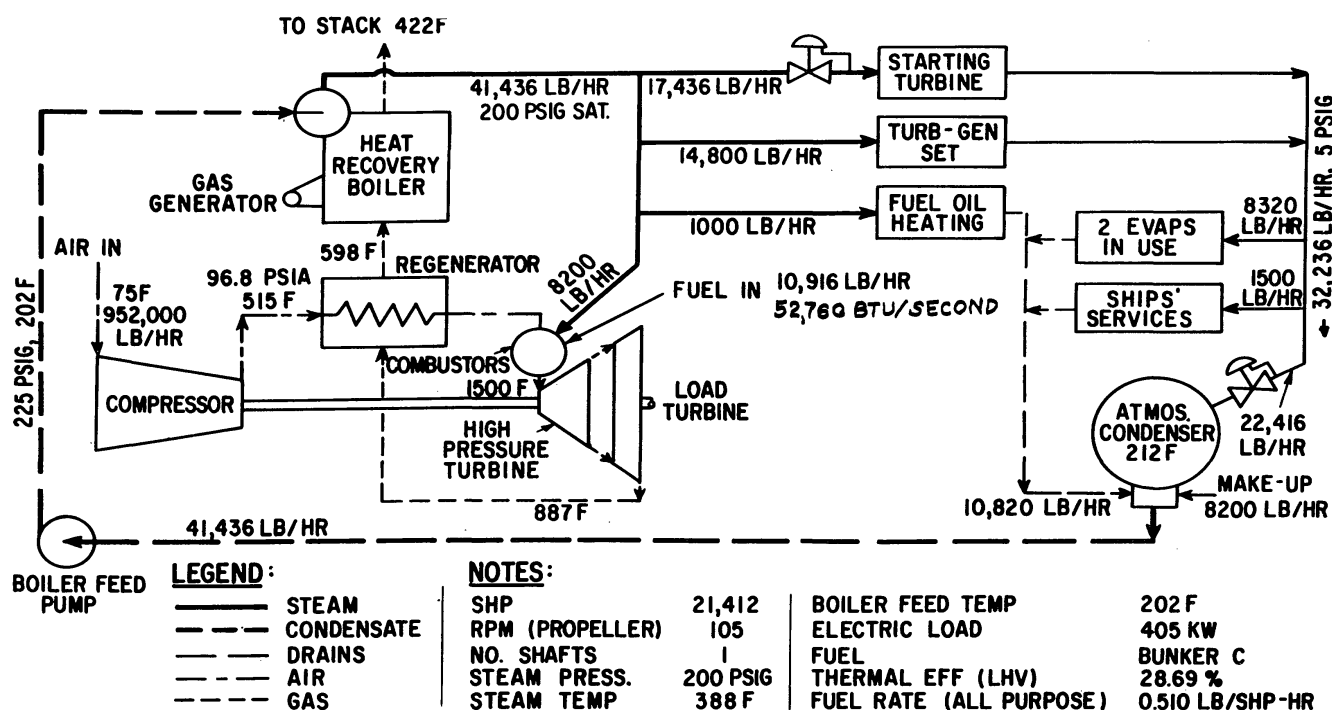 TO STACK 422F
41,436 LB/HR
200 PSIG SAT.
17,436 LB/HR
STARTING
TURBINE
TURB-GEN
SET
14,800 LB/HR
HEAT
RECOVERY
BOILER
GAS
GENERATOR
FUEL OIL
HEATING
1000 LB/HR
32,236 LB/HR. 5 PSIG
8320
LB/HR
2 EVAPS
IN USE
1500
LB/HR
SHIPS'
SERVICES
AIR IN
598 F
96.8 PSIA
515 F
REGENERATOR
8200
LB/HR
FUEL IN 10,916 LB/HR
52,760 BTU/SECOND
75F
952,000
LB/HR
COMBUSTORS
1500 F
COMPRESSOR
LOAD
TURBINE
HIGH
PRESSURE
TURBINE
225 PSIG, 202F
ATMOS.
CONDENSER
212F
22,416
LB/HR
887F
10,820 LB/HR
MAKE-UP
8200 LB/HR
41,436 LB/HR
BOILER FEED
PUMP
LEGEND:
STEAM
CONDENSATE
DRAINS
AIR
GAS
NOTES:
SHP 21,412
RPM (PROPELLER) 105
NO. SHAFTS 1
STEAM PRESS. 200 PSIG
STEAM TEMP 388 F
BOILER FEED TEMP 202 F
ELECTRIC LOAD 405 KW
FUEL BUNKER C
THERMAL EFF (LHV) 28.69 %
FUEL RATE (ALL PURPOSE) 0.510 LB/SHP-HR